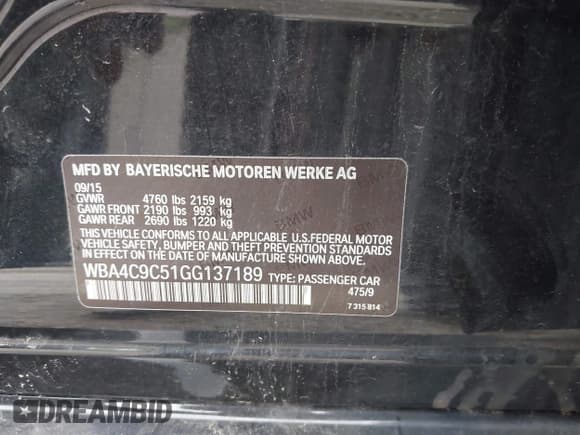 MFD BY BAYERISCHE MOTOREN WERKE AG
09/15
GVWR 4760 lbs 2159 kg
GAWR FRONT 2190 lbs 993 kg
GAWR REAR 2690 lbs 1220 kg
THIS VEHICLE CONFORMS TO ALL APPLICABLE U.S.FEDERAL MOTOR
VEHICLE SAFETY, BUMPER AND THEFT PREVENTION STANDARDS
IN EFFECT ON THE DATE OF MANUFACTURE SHOWN ABOVE.
WBA4C9C51GG137189 TYPE: PASSENGER CAR
475/9
7 315 814
DREAMBID